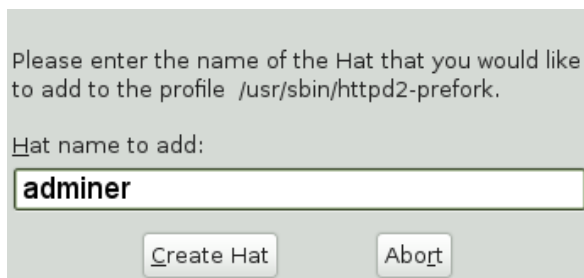 Please enter the name of the Hat that you would like
to add to the profile /usr/sbin/httpd2-prefork.
Hat name to add:
adminer
Create Hat Abort